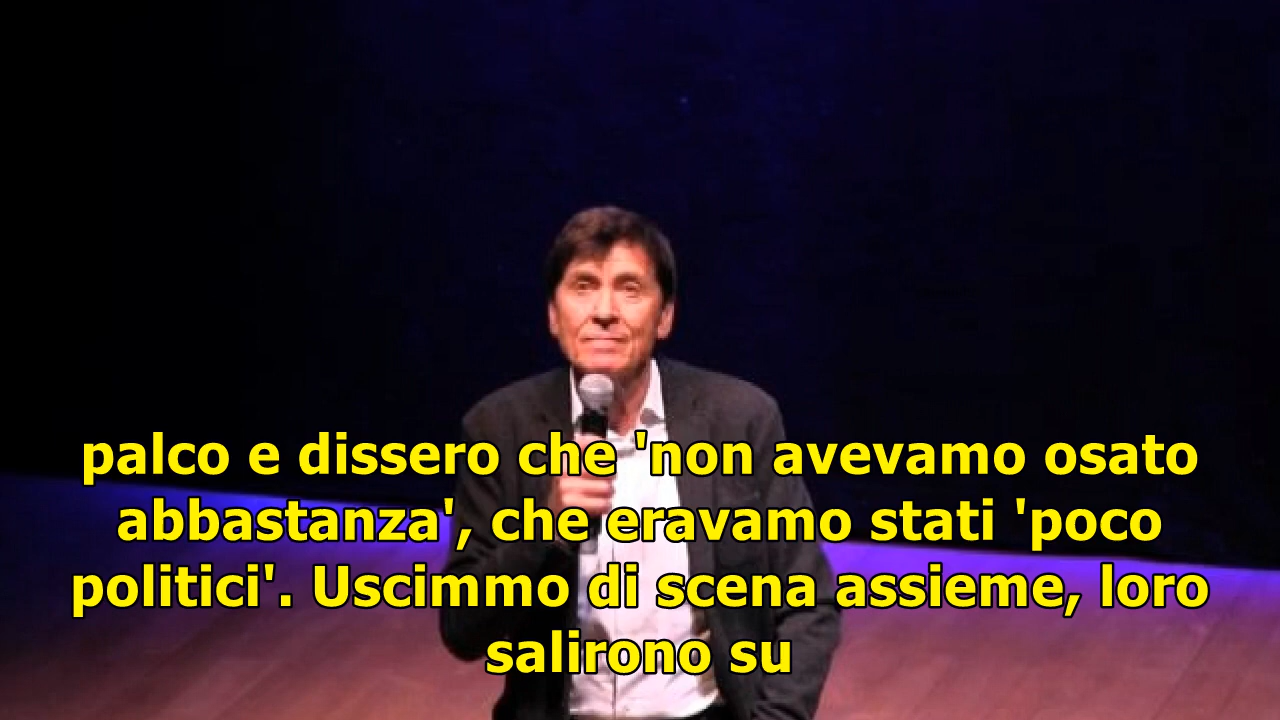 palco e dissero che 'non avevamo osato
abbastanza', che eravamo stati 'poco
politici'. Uscimmo di scena assieme, loro
salirono su